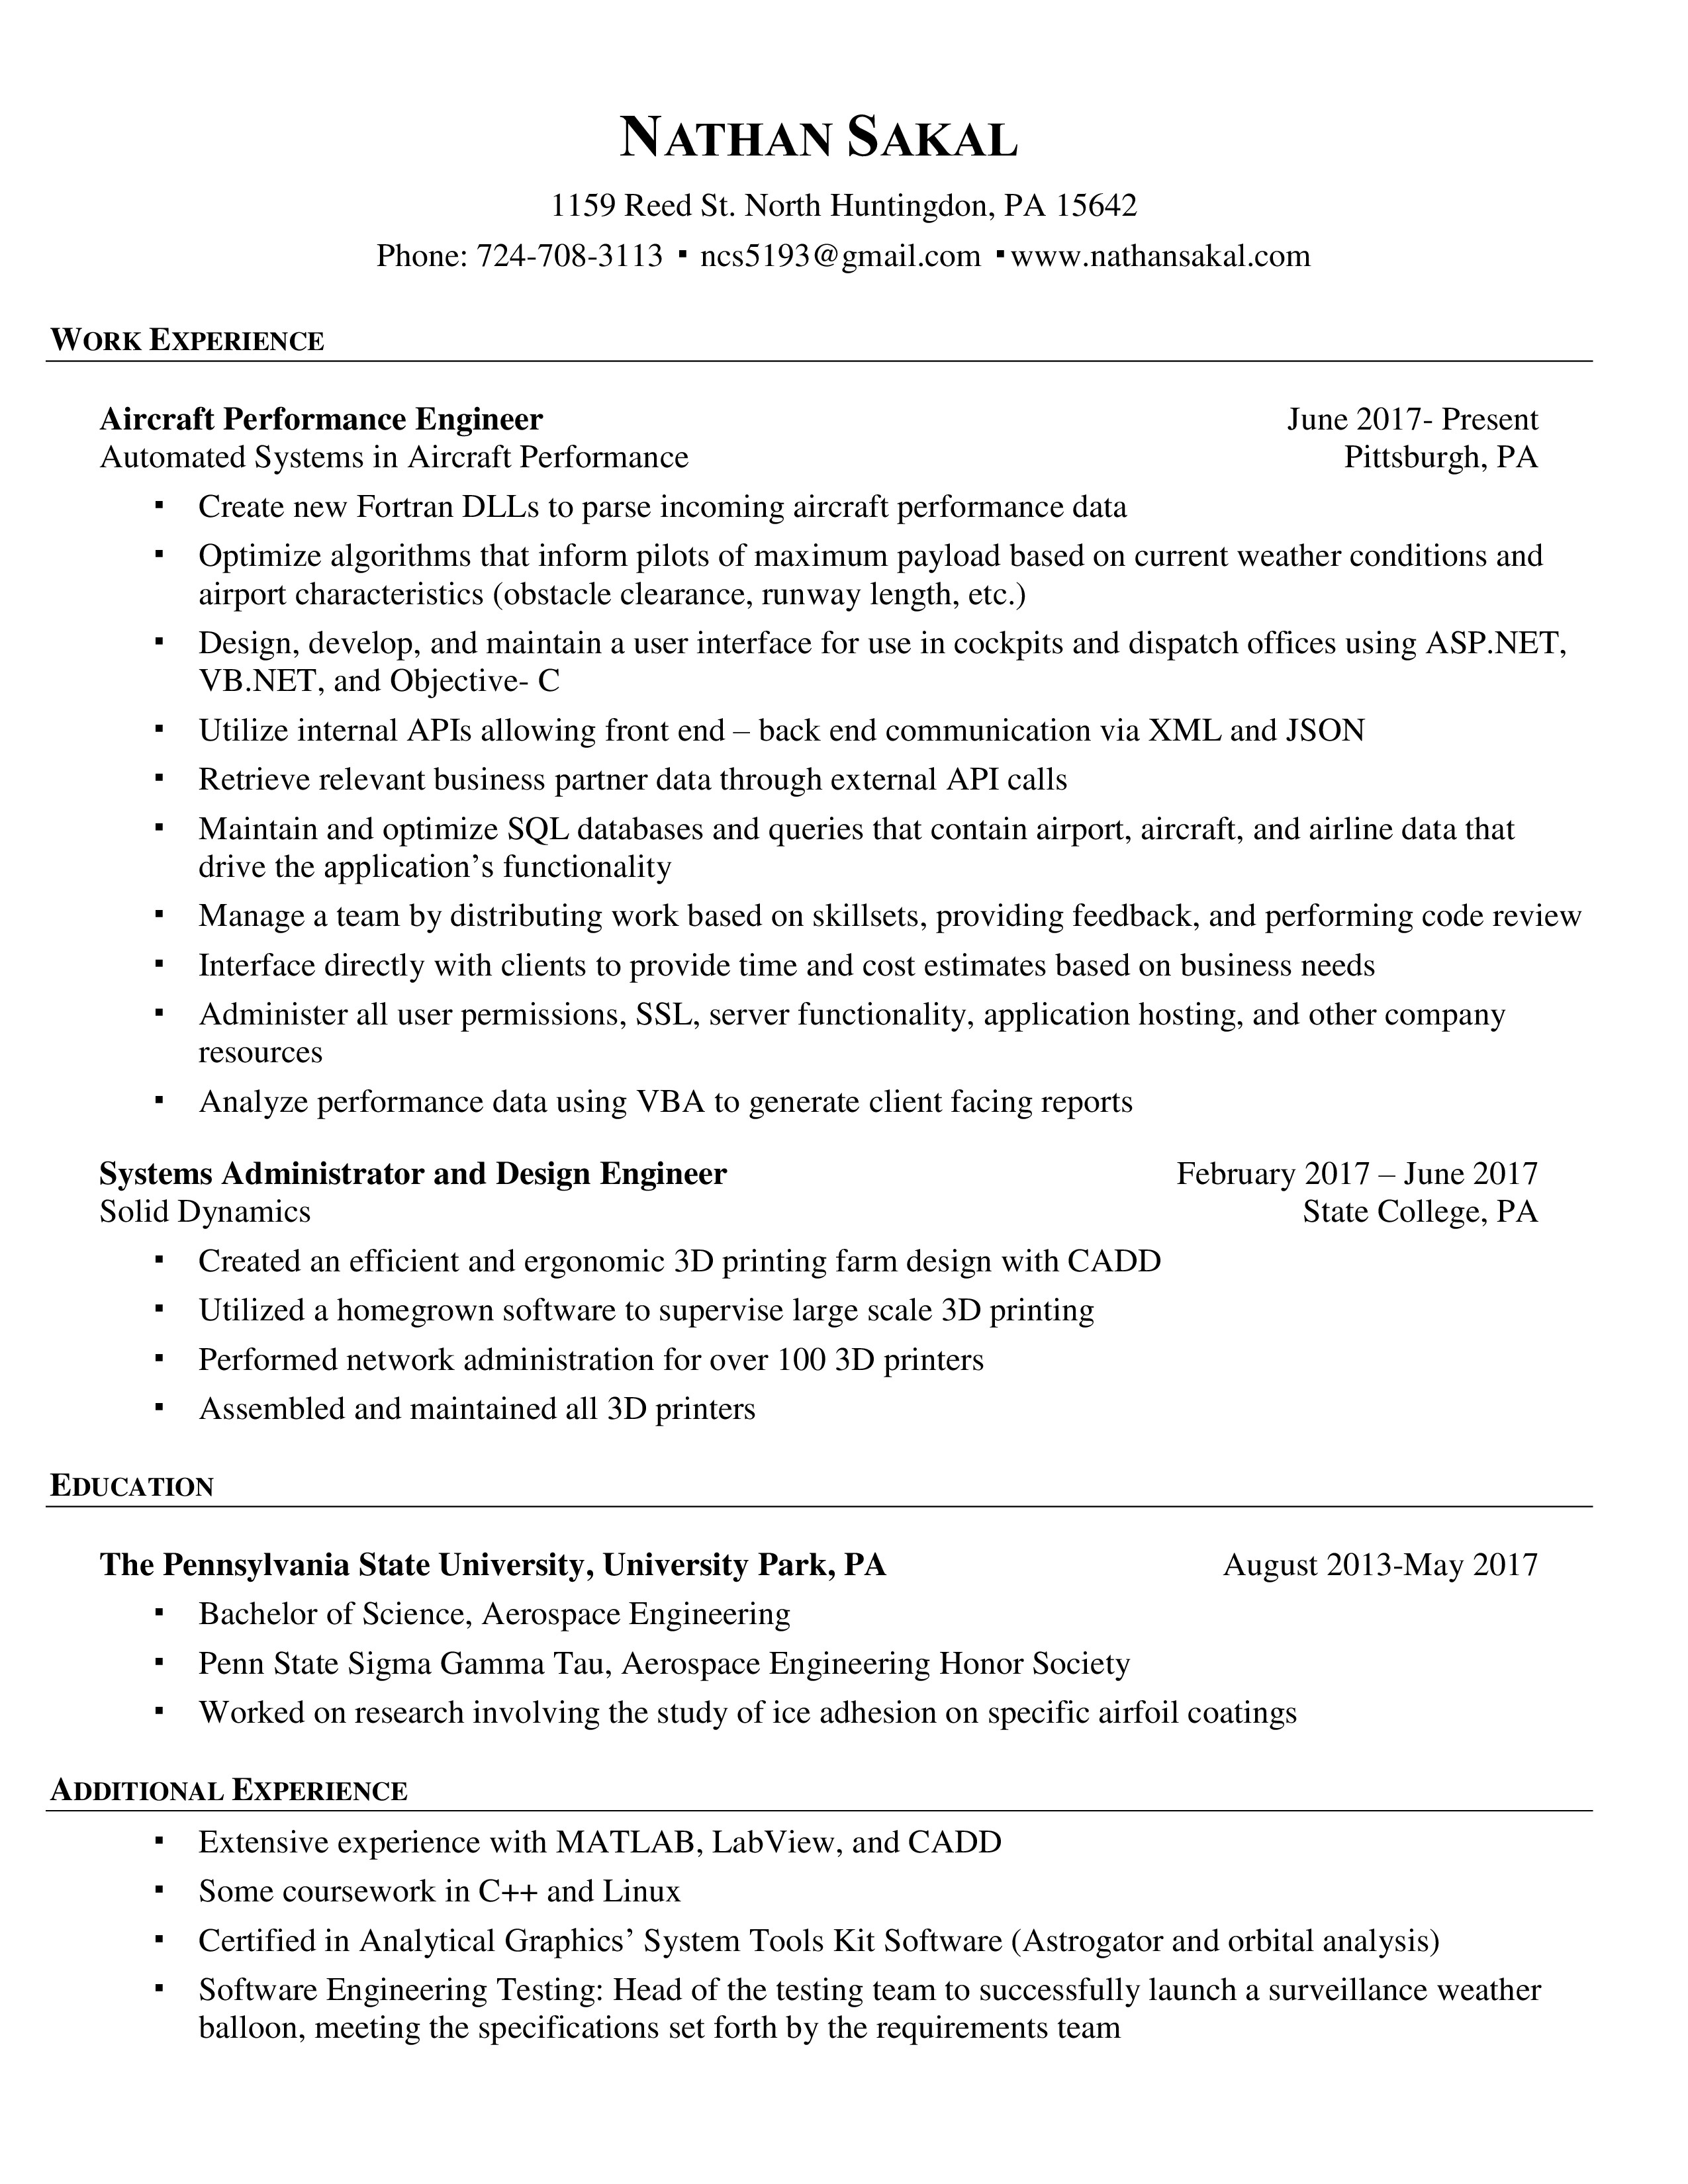 NATHAN SAKAL
1159 Reed St. North Huntingdon, PA 15642
Phone: 724-708-3113 ▪ ncs5193@gmail.com ▪www.nathansakal.com
WORK EXPERIENCE
Aircraft Performance Engineer June 2017- Present
Automated Systems in Aircraft Performance Pittsburgh, PA
▪ Create new Fortran DLLs to parse incoming aircraft performance data
▪ Optimize algorithms that inform pilots of maximum payload based on current weather conditions and
airport characteristics (obstacle clearance, runway length, etc.)
▪ Design, develop, and maintain a user interface for use in cockpits and dispatch offices using ASP.NET,
VB.NET, and Objective- C
▪ Utilize internal APIs allowing front end – back end communication via XML and JSON
▪ Retrieve relevant business partner data through external API calls
▪ Maintain and optimize SQL databases and queries that contain airport, aircraft, and airline data that
drive the application’s functionality
▪ Manage a team by distributing work based on skillsets, providing feedback, and performing code review
▪ Interface directly with clients to provide time and cost estimates based on business needs
▪ Administer all user permissions, SSL, server functionality, application hosting, and other company
resources
▪ Analyze performance data using VBA to generate client facing reports
Systems Administrator and Design Engineer February 2017 – June 2017
Solid Dynamics State College, PA
▪ Created an efficient and ergonomic 3D printing farm design with CADD
▪ Utilized a homegrown software to supervise large scale 3D printing
▪ Performed network administration for over 100 3D printers
▪ Assembled and maintained all 3D printers
EDUCATION
The Pennsylvania State University, University Park, PA August 2013-May 2017
▪ Bachelor of Science, Aerospace Engineering
▪ Penn State Sigma Gamma Tau, Aerospace Engineering Honor Society
▪ Worked on research involving the study of ice adhesion on specific airfoil coatings
ADDITIONAL EXPERIENCE
▪ Extensive experience with MATLAB, LabView, and CADD
▪ Some coursework in C++ and Linux
▪ Certified in Analytical Graphics’ System Tools Kit Software (Astrogator and orbital analysis)
▪ Software Engineering Testing: Head of the testing team to successfully launch a surveillance weather
balloon, meeting the specifications set forth by the requirements team